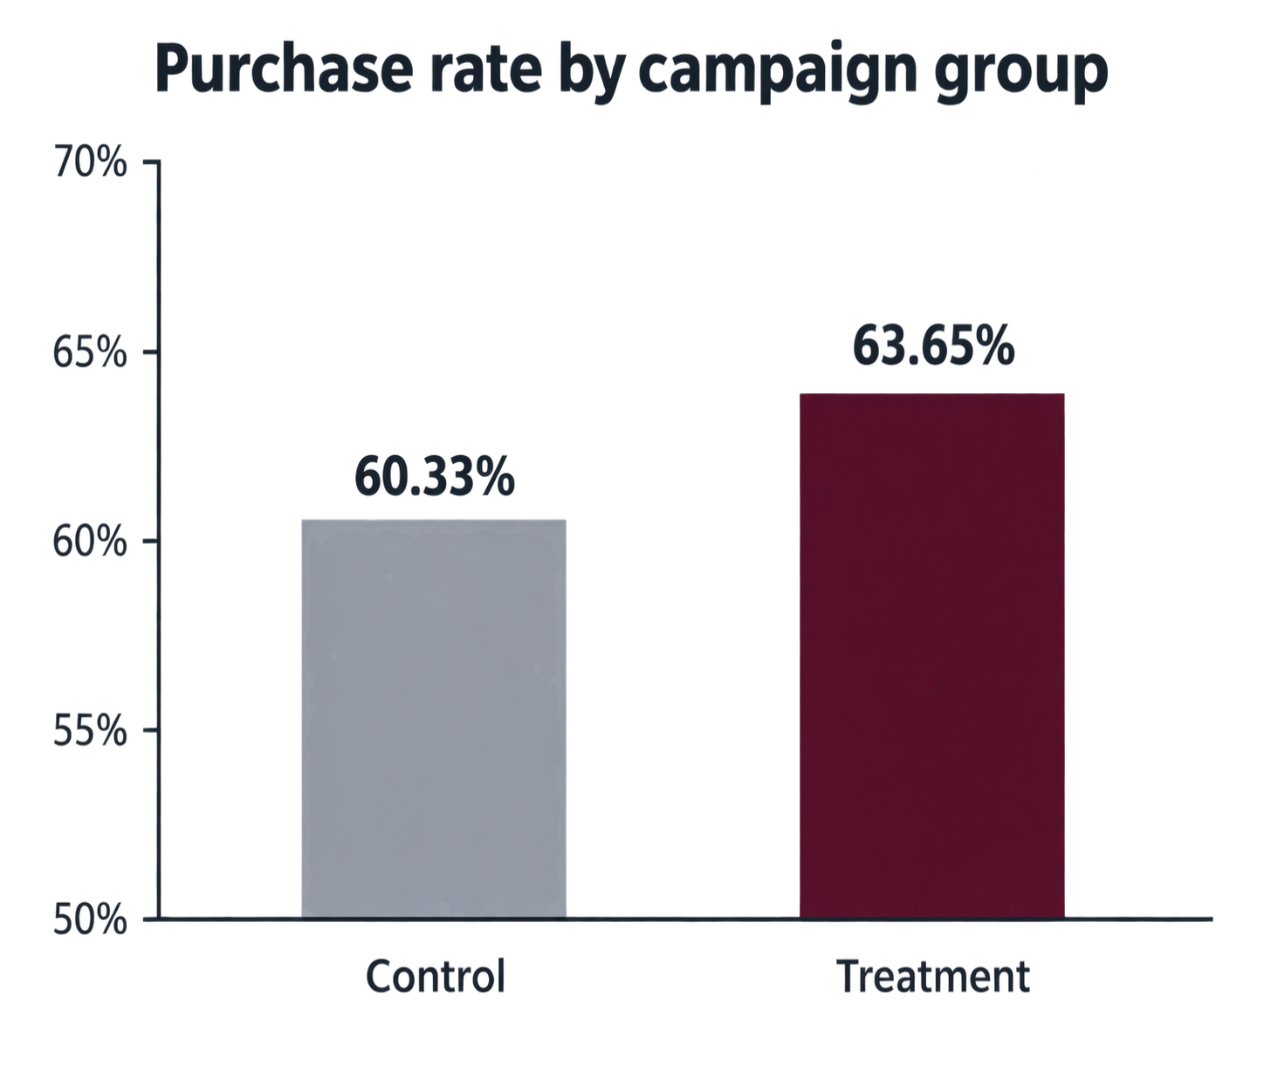 Purchase rate by campaign group
70%
65%
63.65%
60.33%
60%
55%
50%
Control
Treatment